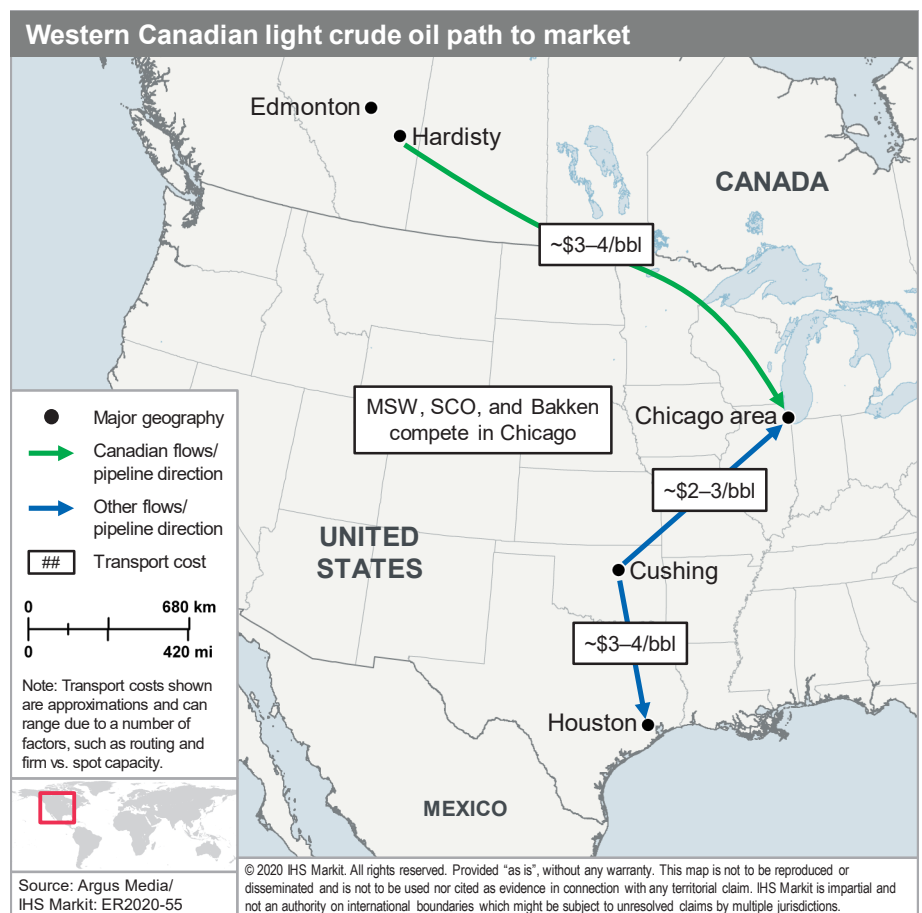 Western Canadian light crude oil path to market
Edmonton
Hardisty
CANADA
~$3–4/bbl
MSW, SCO, and Bakken
compete in Chicago
Chicago area
~$2–3/bbl
UNITED
STATES
Cushing
~$3–4/bbl
Houston
MEXICO
Major geography
Canadian flows/
pipeline direction
Other flows/
pipeline direction
## Transport cost
0 680 km
0 420 mi
Note: Transport costs shown
are approximations and can
range due to a number of
factors, such as routing and
firm vs. spot capacity.
Source: Argus Media/
IHS Markit: ER2020-55
© 2020 IHS Markit. All rights reserved. Provided “as is”, without any warranty. This map is not to be reproduced or
disseminated and is not to be used nor cited as evidence in connection with any territorial claim. IHS Markit is impartial and
not an authority on international boundaries which might be subject to unresolved claims by multiple jurisdictions.